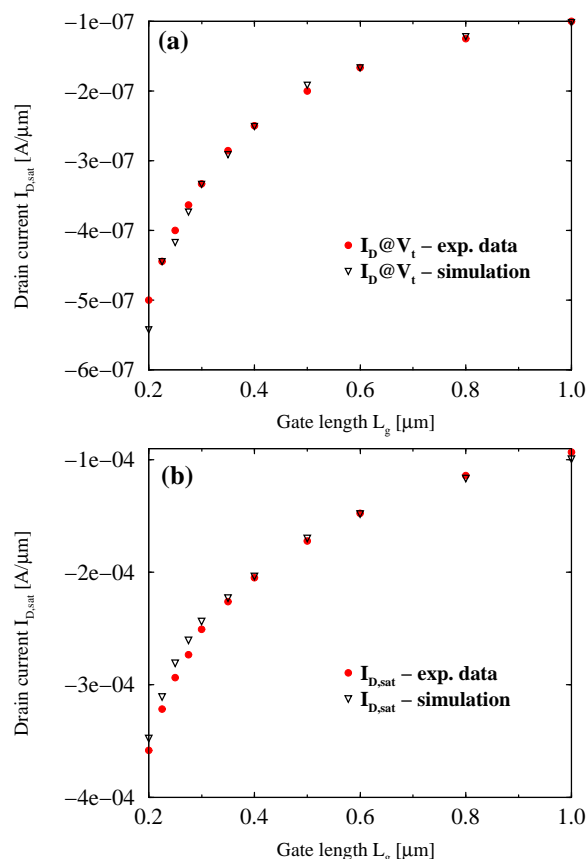 (a)
−1e−07
−2e−07
−3e−07
−4e−07
−5e−07
−6e−07
Drain current I_D,sat [A/μm]
I_D@V_t – exp. data
I_D@V_t – simulation
0.2 0.4 0.6 0.8 1.0
Gate length L_g [μm]
(b)
−1e−04
−2e−04
−3e−04
−4e−04
Drain current I_D,sat [A/μm]
I_D,sat – exp. data
I_D,sat – simulation
0.2 0.4 0.6 0.8 1.0
Gate length L_g [μm]